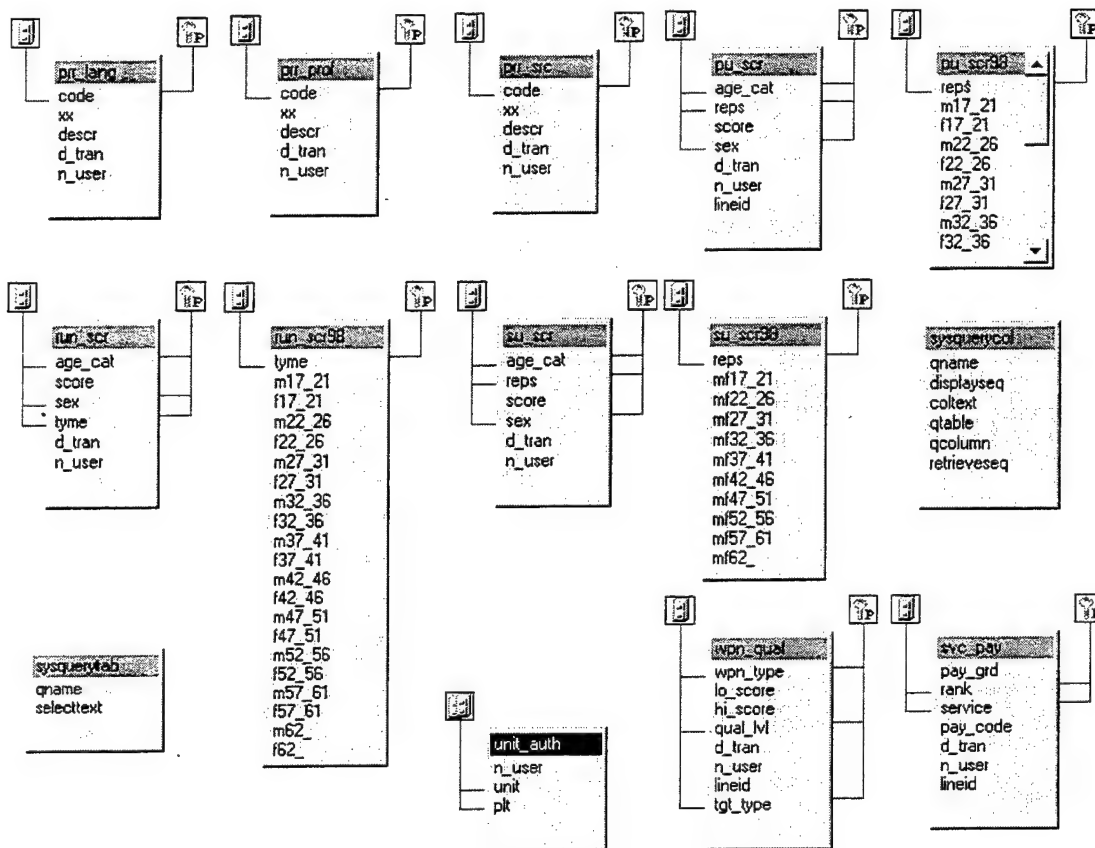 prr_lang
code
xx
descr
d_tran
n_user
prr_prof
code
xx
descr
d_tran
n_user
prr_src
code
xx
descr
d_tran
n_user
pu_scr
age_cat
reps
score
sex
d_tran
n_user
lineid
pu_scr98
reps
m17_21
f17_21
m22_26
f22_26
m27_31
f27_31
m32_36
f32_36
run_scr
age_cat
score
sex
tyme
d_tran
n_user
run_scr98
tyme
m17_21
f17_21
m22_26
f22_26
m27_31
f27_31
m32_36
f32_36
m37_41
f37_41
m42_46
f42_46
m47_51
f47_51
m52_56
f52_56
m57_61
f57_61
m62_
f62_
su_scr
age_cat
reps
score
sex
d_tran
n_user
su_scr98
reps
mf17_21
mf22_26
mf27_31
mf32_36
mf37_41
mf42_46
mf47_51
mf52_56
mf57_61
mf62_
sysquerycol
qname
displayseq
coltext
qtable
qcolumn
retrieveseq
sysquerytab
qname
selecttext
unit_auth
n_user
unit
plt
wpn_qual
wpn_type
lo_score
hi_score
qual_lvl
d_tran
n_user
lineid
tgt_type
svc_pay
pay_grd
rank
service
pay_code
d_tran
n_user
lineid
P
P
P
P
P
P
P
P
P
P
P